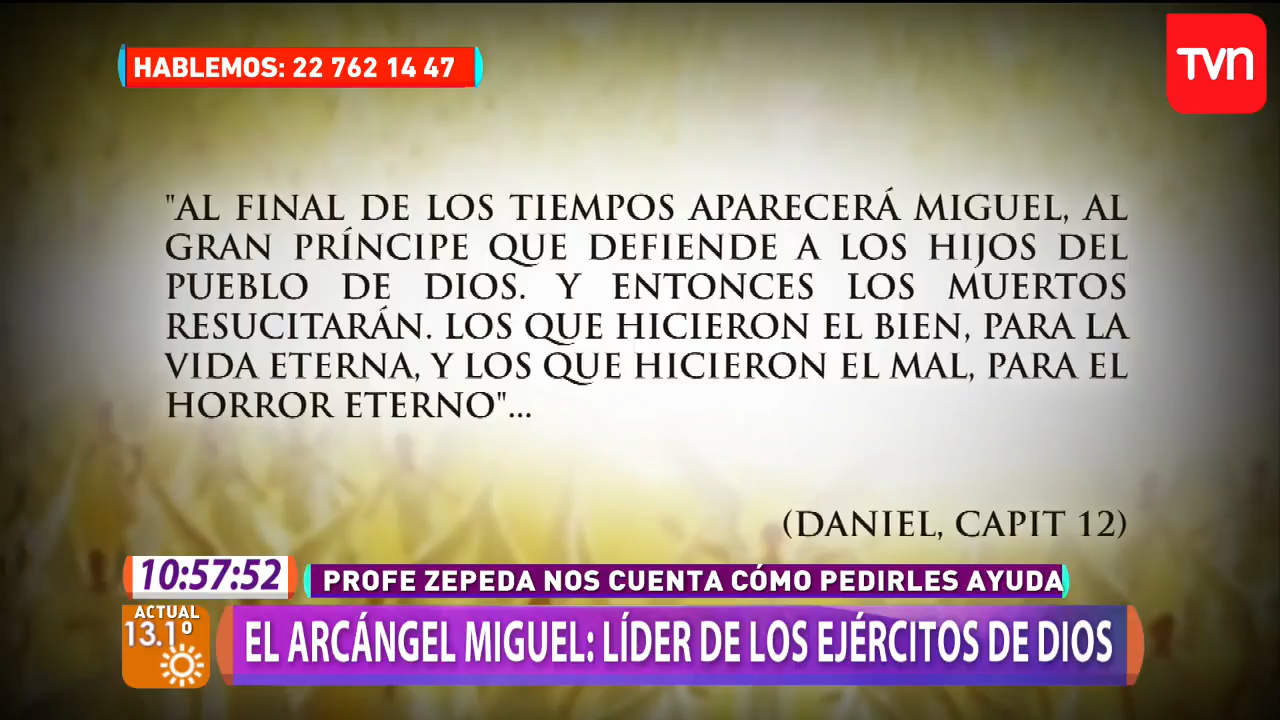 HABLEMOS: 22 762 14 47
TVN
"AL FINAL DE LOS TIEMPOS APARECERÁ MIGUEL, AL
GRAN PRÍNCIPE QUE DEFIENDE A LOS HIJOS DEL
PUEBLO DE DIOS. Y ENTONCES LOS MUERTOS
RESUCITARÁN. LOS QUE HICIERON EL BIEN, PARA LA
VIDA ETERNA, Y LOS QUE HICIERON EL MAL, PARA EL
HORROR ETERNO"...
(DANIEL, CAPIT 12)
10:57:52
PROFE ZEPEDA NOS CUENTA CÓMO PEDIRLES AYUDA
ACTUAL
13.1º
EL ARCÁNGEL MIGUEL: LÍDER DE LOS EJÉRCITOS DE DIOS